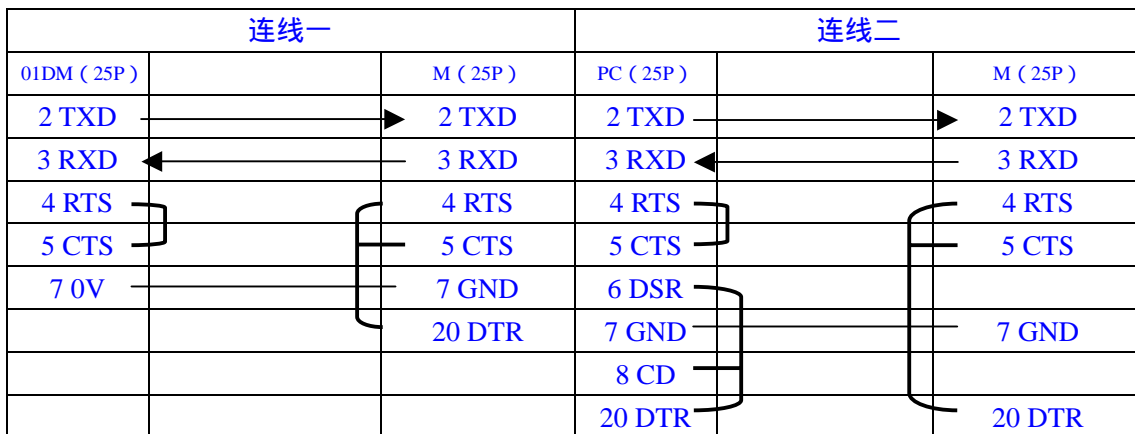 连线一 连线二
01DM（25P） M（25P） PC（25P） M（25P）
2 TXD 2 TXD 2 TXD 2 TXD
3 RXD 3 RXD 3 RXD 3 RXD
4 RTS 4 RTS 4 RTS 4 RTS
5 CTS 5 CTS 5 CTS 5 CTS
7 0V 7 GND 6 DSR
20 DTR 7 GND 7 GND
8 CD
20 DTR 20 DTR